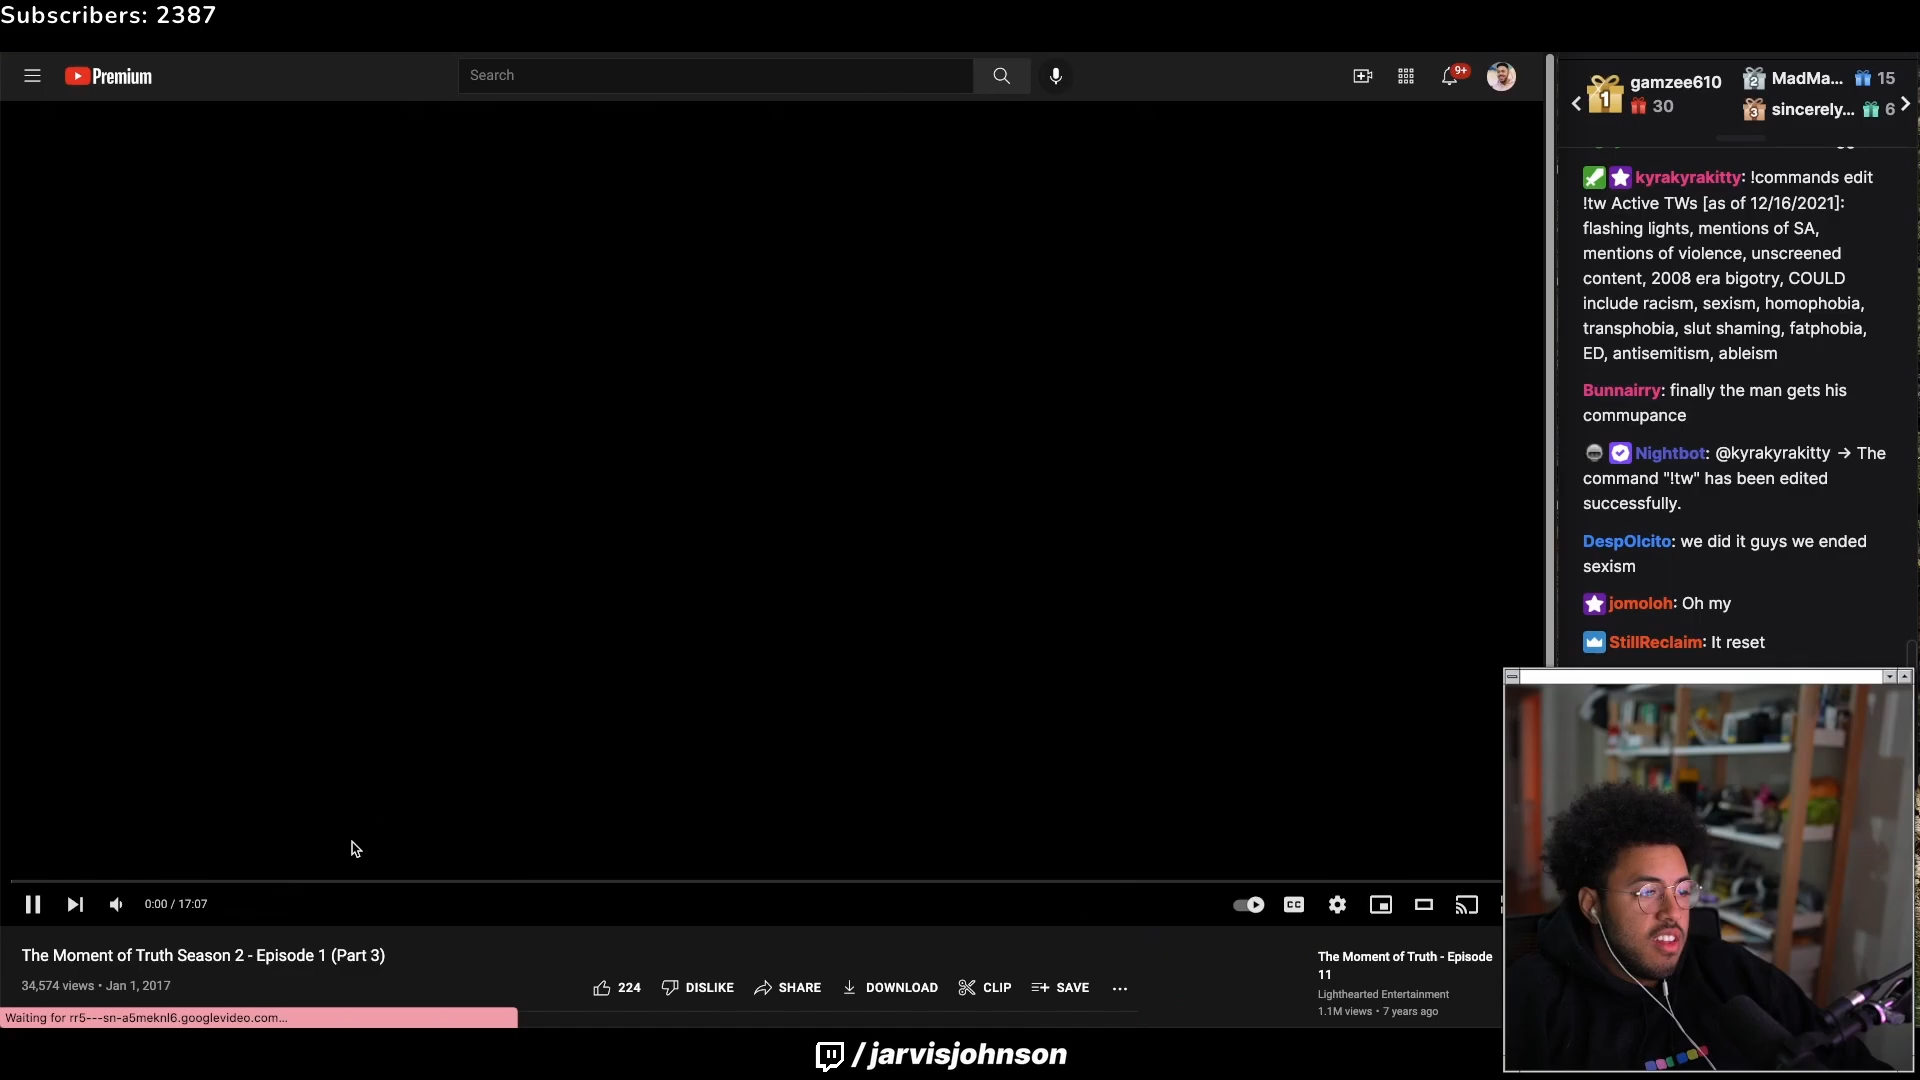 Subscribers: 2387
Premium
Search
9+
1
gamzee610
30
2
MadMa...
15
3
sincerely...
6
kyrakyrakitty: !commands edit
!tw Active TWs [as of 12/16/2021]:
flashing lights, mentions of SA,
mentions of violence, unscreened
content, 2008 era bigotry, COULD
include racism, sexism, homophobia,
transphobia, slut shaming, fatphobia,
ED, antisemitism, ableism
Bunnairry: finally the man gets his
commupance
Nightbot: @kyrakyrakitty → The
command "!tw" has been edited
successfully.
DespOlcito: we did it guys we ended
sexism
jomoloh: Oh my
StillReclaim: It reset
0:00 / 17:07
CC
The Moment of Truth Season 2 - Episode 1 (Part 3)
34,574 views • Jan 1, 2017
224
DISLIKE
SHARE
DOWNLOAD
CLIP
SAVE
...
The Moment of Truth - Episode
11
Lighthearted Entertainment
1.1M views • 7 years ago
Waiting for rr5---sn-a5meknl6.googlevideo.com...
/jarvisjohnson